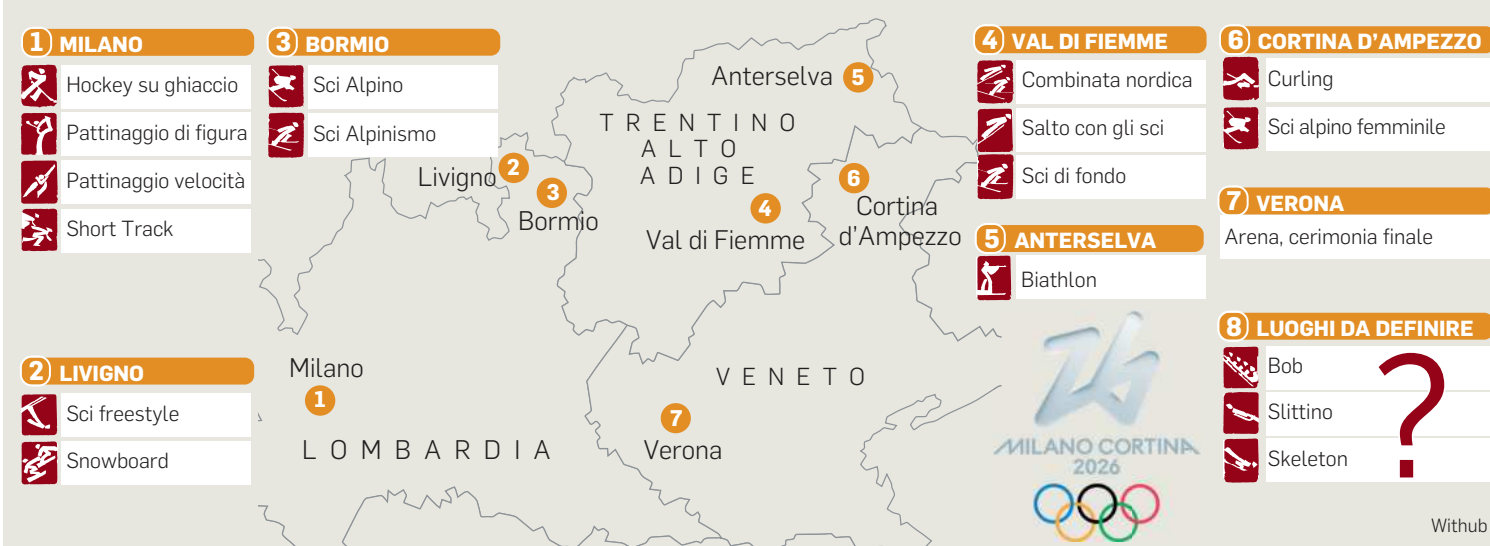 1 MILANO
Hockey su ghiaccio
Pattinaggio di figura
Pattinaggio velocità
Short Track
2 LIVIGNO
Sci freestyle
Snowboard
3 BORMIO
Sci Alpino
Sci Alpinismo
Anterselva 5
TRENTINO
ALTO
ADIGE
Livigno 2
3
Bormio
4
Val di Fiemme
6
Cortina
d'Ampezzo
Milano
1
LOMBARDIA
VENETO
7
Verona
4 VAL DI FIEMME
Combinata nordica
Salto con gli sci
Sci di fondo
5 ANTERSELVA
Biathlon
26
MILANO CORTINA
2026
6 CORTINA D'AMPEZZO
Curling
Sci alpino femminile
7 VERONA
Arena, cerimonia finale
8 LUOGHI DA DEFINIRE
Bob
Slittino
Skeleton
?
Withub